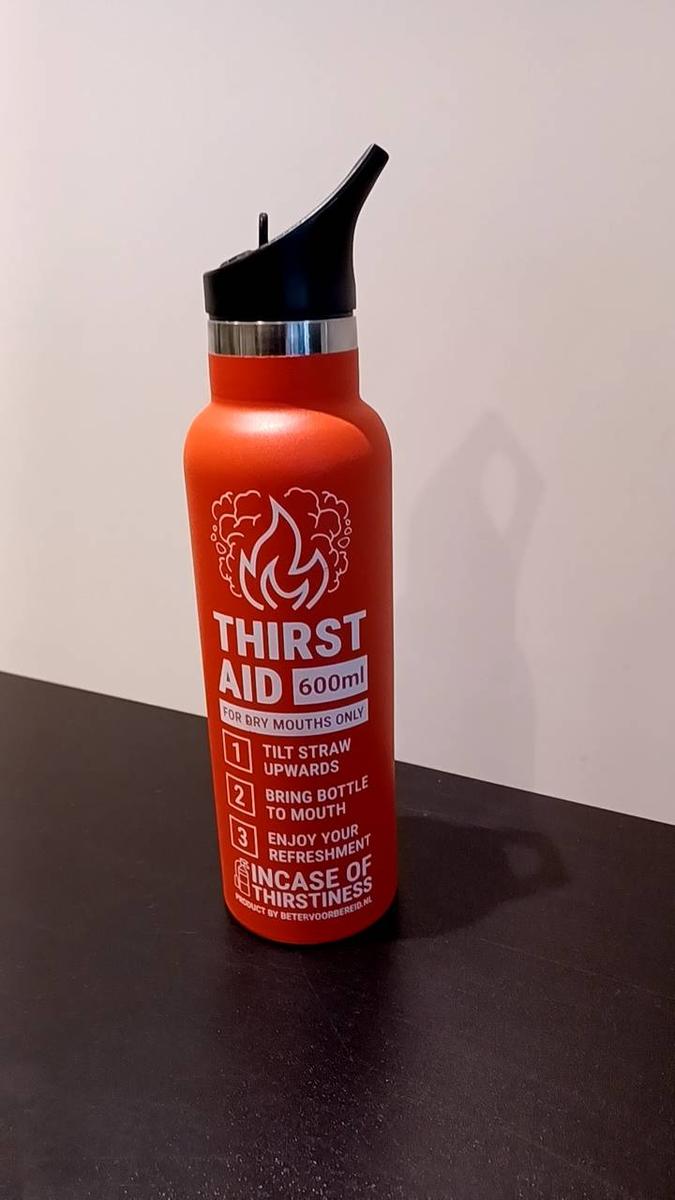 THIRST
AID 600ml
FOR DRY MOUTHS ONLY
1 TILT STRAW
UPWARDS
2 BRING BOTTLE
TO MOUTH
3 ENJOY YOUR
REFRESHMENT
INCASE OF
THIRSTINESS
PRODUCT BY BETERVOORBEREID.NL